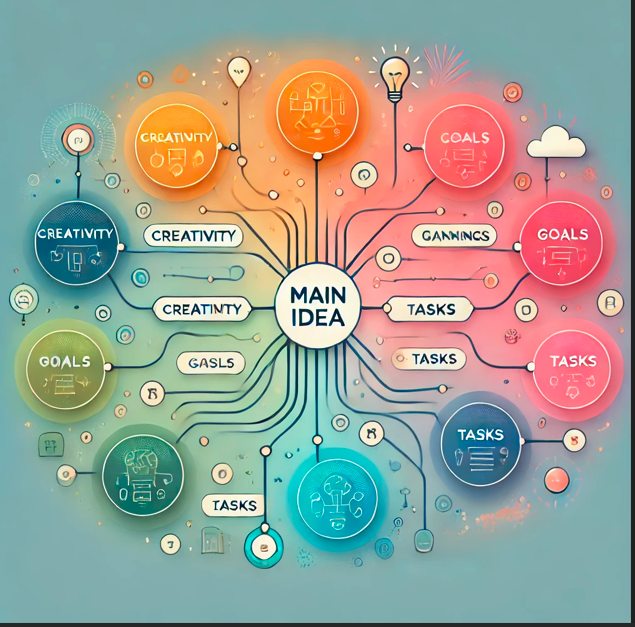 CREATIVITY
GOALS
CREATIVITY
CREATIVITY
GANNINGS
GOALS
MAIN
IDEA
CREATINTY
TASKS
GOALS
GASLS
TASKS
TASKS
TASKS
TASKS